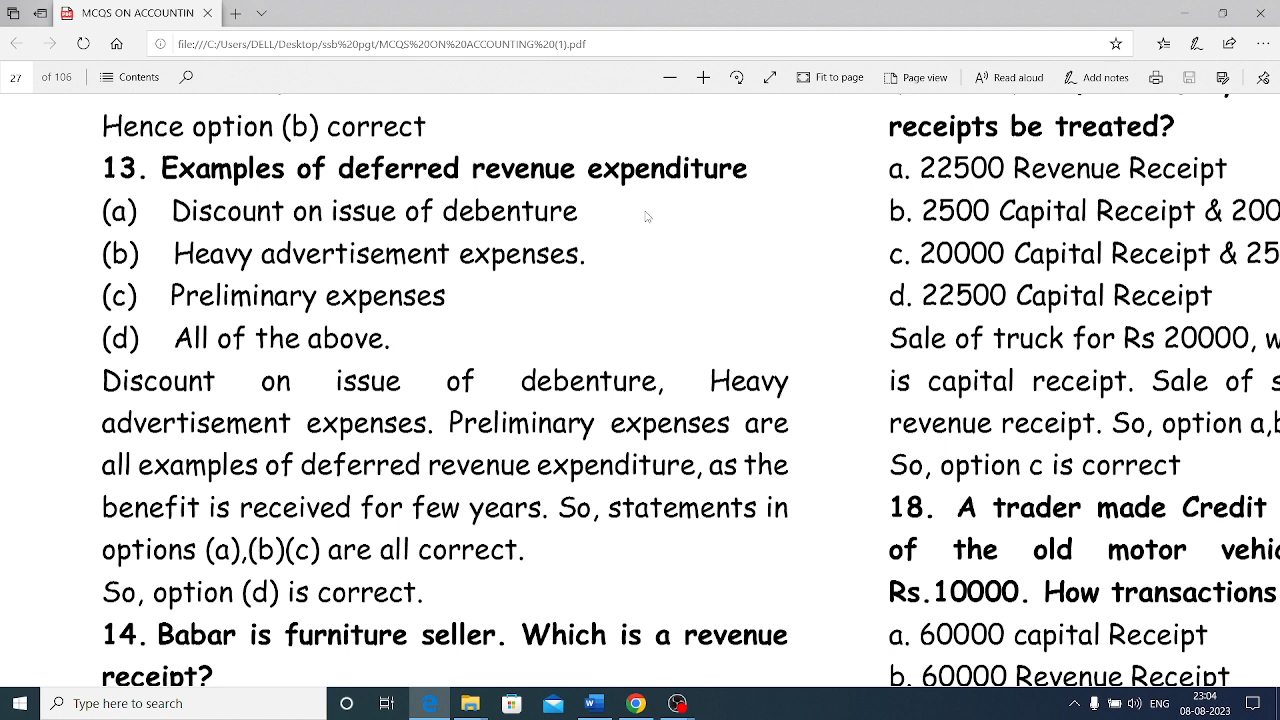 MCQS ON ACCOUNTIN
file:///C:/Users/DELL/Desktop/ssb%20pgt/MCQS%20ON%20ACCOUNTING%20(1).pdf
27 of 106 Contents Fit to page Page view Read aloud Add notes
Hence option (b) correct
13. Examples of deferred revenue expenditure
(a) Discount on issue of debenture
(b) Heavy advertisement expenses.
(c) Preliminary expenses
(d) All of the above.
Discount on issue of debenture, Heavy
advertisement expenses. Preliminary expenses are
all examples of deferred revenue expenditure, as the
benefit is received for few years. So, statements in
options (a),(b)(c) are all correct.
So, option (d) is correct.
14. Babar is furniture seller. Which is a revenue
receipt?
receipts be treated?
a. 22500 Revenue Receipt
b. 2500 Capital Receipt & 200
c. 20000 Capital Receipt & 25
d. 22500 Capital Receipt
Sale of truck for Rs 20000, w
is capital receipt. Sale of s
revenue receipt. So, option a,b
So, option c is correct
18. A trader made Credit
of the old motor vehic
Rs.10000. How transactions
a. 60000 capital Receipt
b. 60000 Revenue Receipt
Type here to search
ENG
23:04
08-08-2023